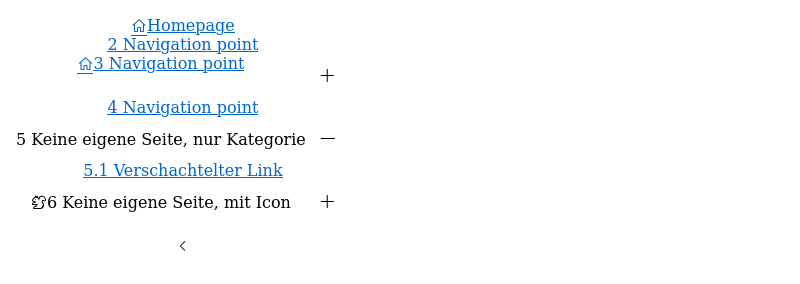 Homepage
2 Navigation point
3 Navigation point
4 Navigation point
5 Keine eigene Seite, nur Kategorie
5.1 Verschachtelter Link
6 Keine eigene Seite, mit Icon